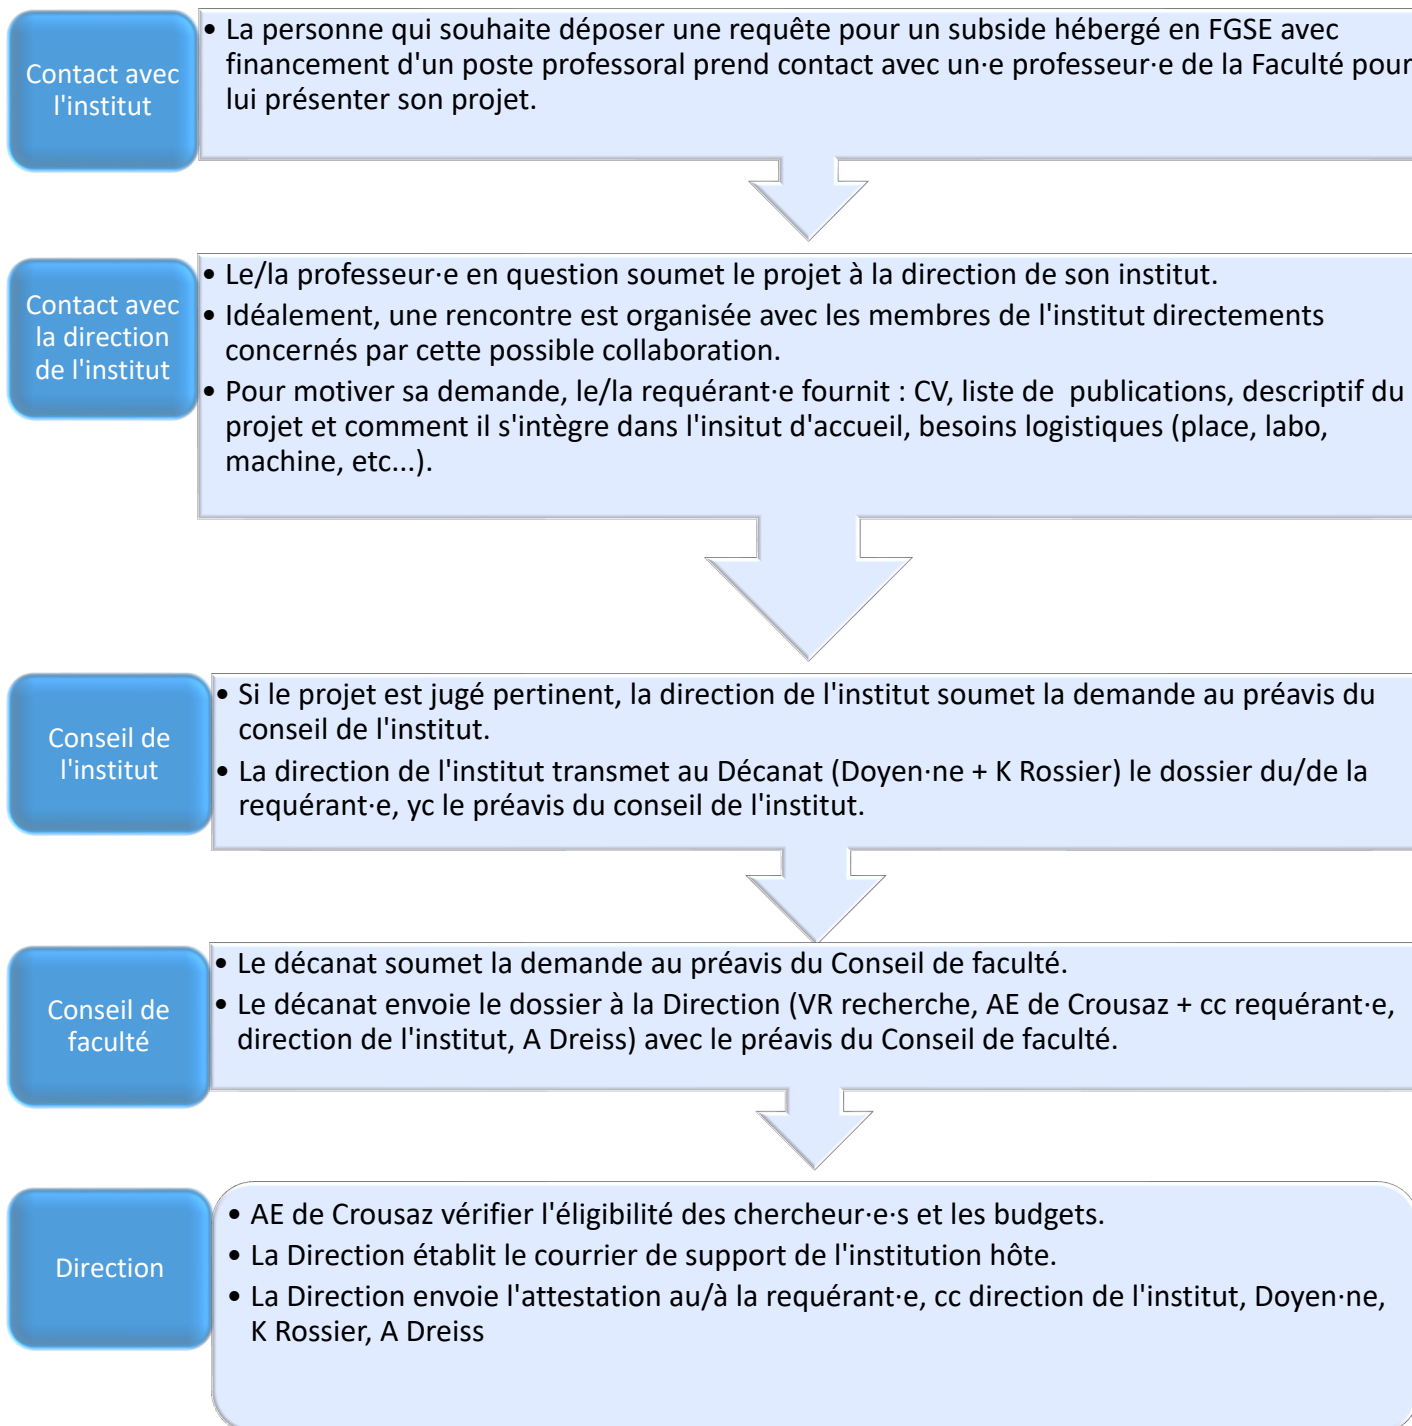 Contact avec
l'institut
• La personne qui souhaite déposer une requête pour un subside hébergé en FGSE avec
financement d'un poste professoral prend contact avec un·e professeur·e de la Faculté pour
lui présenter son projet.
Contact avec
la direction
de l'institut
• Le/la professeur·e en question soumet le projet à la direction de son institut.
• Idéalement, une rencontre est organisée avec les membres de l'institut directements
concernés par cette possible collaboration.
• Pour motiver sa demande, le/la requérant·e fournit : CV, liste de publications, descriptif du
projet et comment il s'intègre dans l'insitut d'accueil, besoins logistiques (place, labo,
machine, etc...).
Conseil de
l'institut
• Si le projet est jugé pertinent, la direction de l'institut soumet la demande au préavis du
conseil de l'institut.
• La direction de l'institut transmet au Décanat (Doyen·ne + K Rossier) le dossier du/de la
requérant·e, yc le préavis du conseil de l'institut.
Conseil de
faculté
• Le décanat soumet la demande au préavis du Conseil de faculté.
• Le décanat envoie le dossier à la Direction (VR recherche, AE de Crousaz + cc requérant·e,
direction de l'institut, A Dreiss) avec le préavis du Conseil de faculté.
Direction
• AE de Crousaz vérifier l'éligibilité des chercheur·e·s et les budgets.
• La Direction établit le courrier de support de l'institution hôte.
• La Direction envoie l'attestation au/à la requérant·e, cc direction de l'institut, Doyen·ne,
K Rossier, A Dreiss